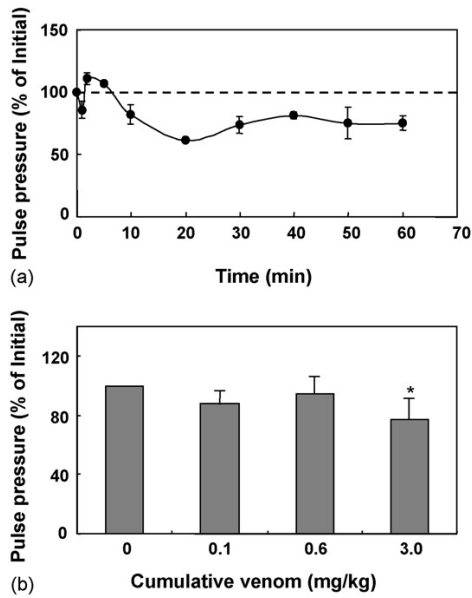 150
100
50
0
Pulse pressure (% of Initial)
0 10 20 30 40 50 60 70
Time (min)
(a)
120
80
40
0
Pulse pressure (% of Initial)
*
0 0.1 0.6 3.0
Cumulative venom (mg/kg)
(b)